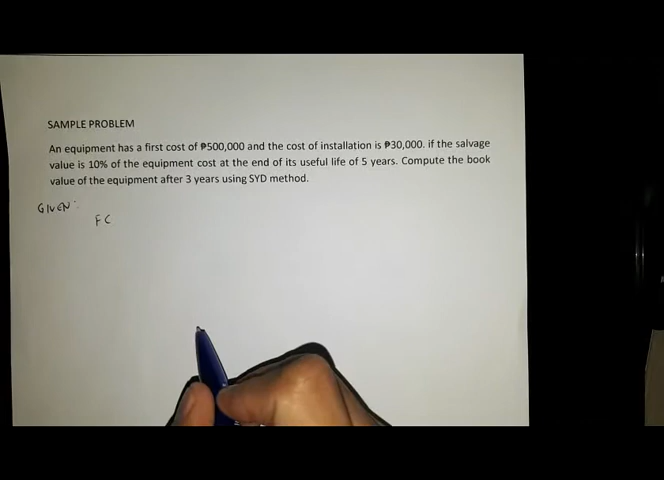 SAMPLE PROBLEM
An equipment has a first cost of ₱500,000 and the cost of installation is ₱30,000. if the salvage
value is 10% of the equipment cost at the end of its useful life of 5 years. Compute the book
value of the equipment after 3 years using SYD method.
GIVEN:
FC